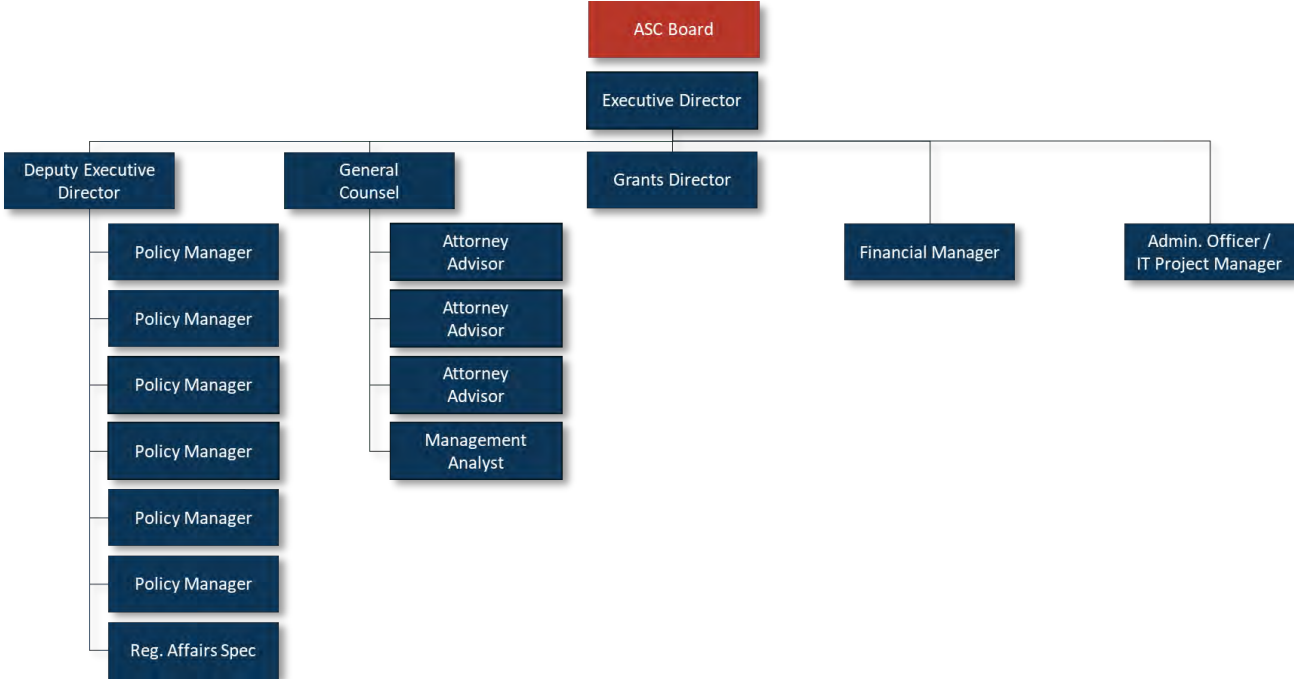 ASC Board
Executive Director
Deputy Executive
Director
General
Counsel
Grants Director
Policy Manager
Policy Manager
Policy Manager
Policy Manager
Policy Manager
Policy Manager
Reg. Affairs Spec
Attorney
Advisor
Attorney
Advisor
Attorney
Advisor
Management
Analyst
Financial Manager
Admin. Officer /
IT Project Manager